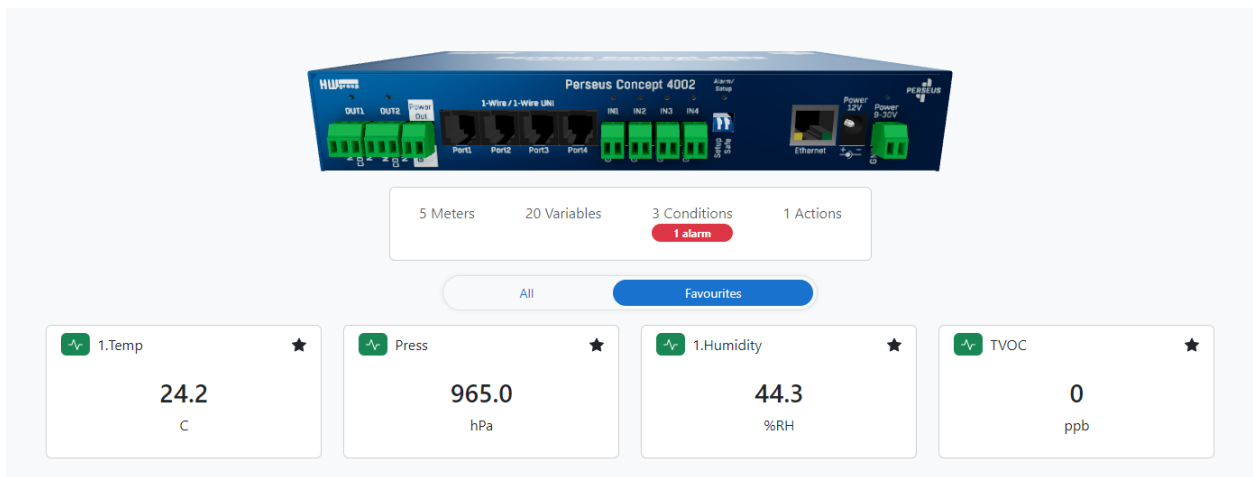 HWgroup
Perseus Concept 4002
Alarm/
Setup
PERSEUS
OUT1
OUT2
Power
Out
1-Wire / 1-Wire UNI
IN1
IN2
IN3
IN4
Power
12V
Power
9-30V
Port1
Port2
Port3
Port4
Setup
Safe
Ethernet
5 Meters
20 Variables
3 Conditions
1 Actions
1 alarm
All
Favourites
1.Temp
Press
1.Humidity
TVOC
24.2
965.0
44.3
0
C
hPa
%RH
ppb